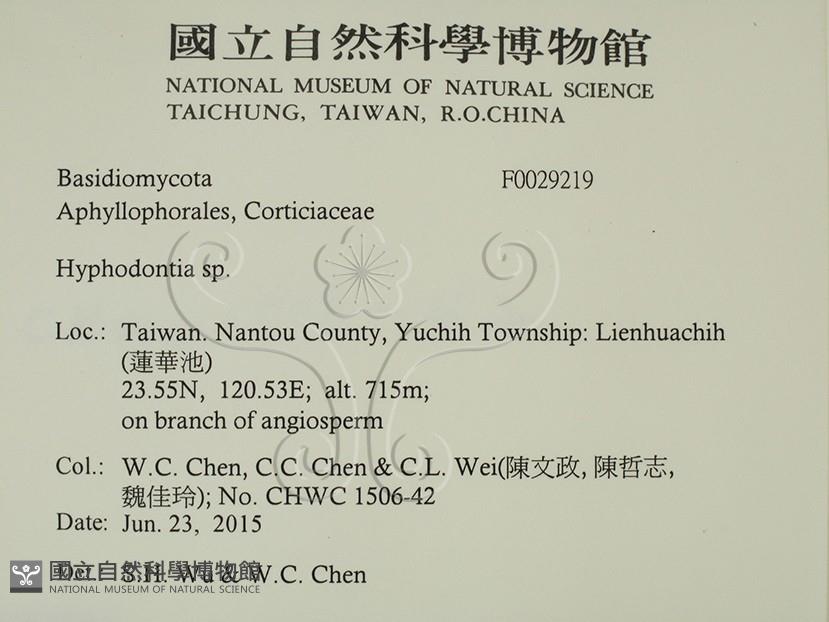 國立自然科學博物館
NATIONAL MUSEUM OF NATURAL SCIENCE
TAICHUNG, TAIWAN, R.O.CHINA
Basidiomycota F0029219
Aphyllophorales, Corticiaceae
Hyphodontia sp.
Loc.: Taiwan. Nantou County, Yuchih Township: Lienhuachih
(蓮華池)
23.55N, 120.53E; alt. 715m;
on branch of angiosperm
Col.: W.C. Chen, C.C. Chen & C.L. Wei(陳文政, 陳哲志,
魏佳玲); No. CHWC 1506-42
Date: Jun. 23, 2015
Det.: S.H. Wu & W.C. Chen
國立自然科學博物館
NATIONAL MUSEUM OF NATURAL SCIENCE